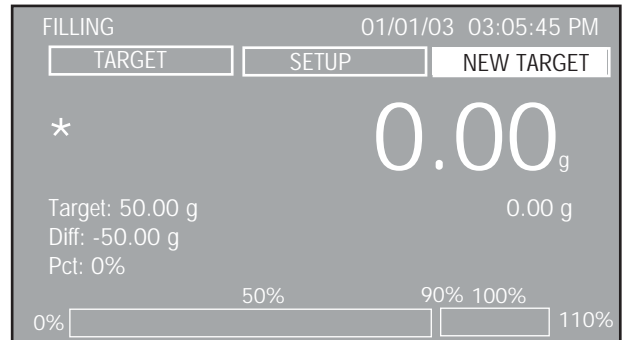 FILLING 01/01/03 03:05:45 PM
TARGET SETUP NEW TARGET
* 0.00 g
Target: 50.00 g 0.00 g
Diff: -50.00 g
Pct: 0%
50% 90% 100%
0% 110%